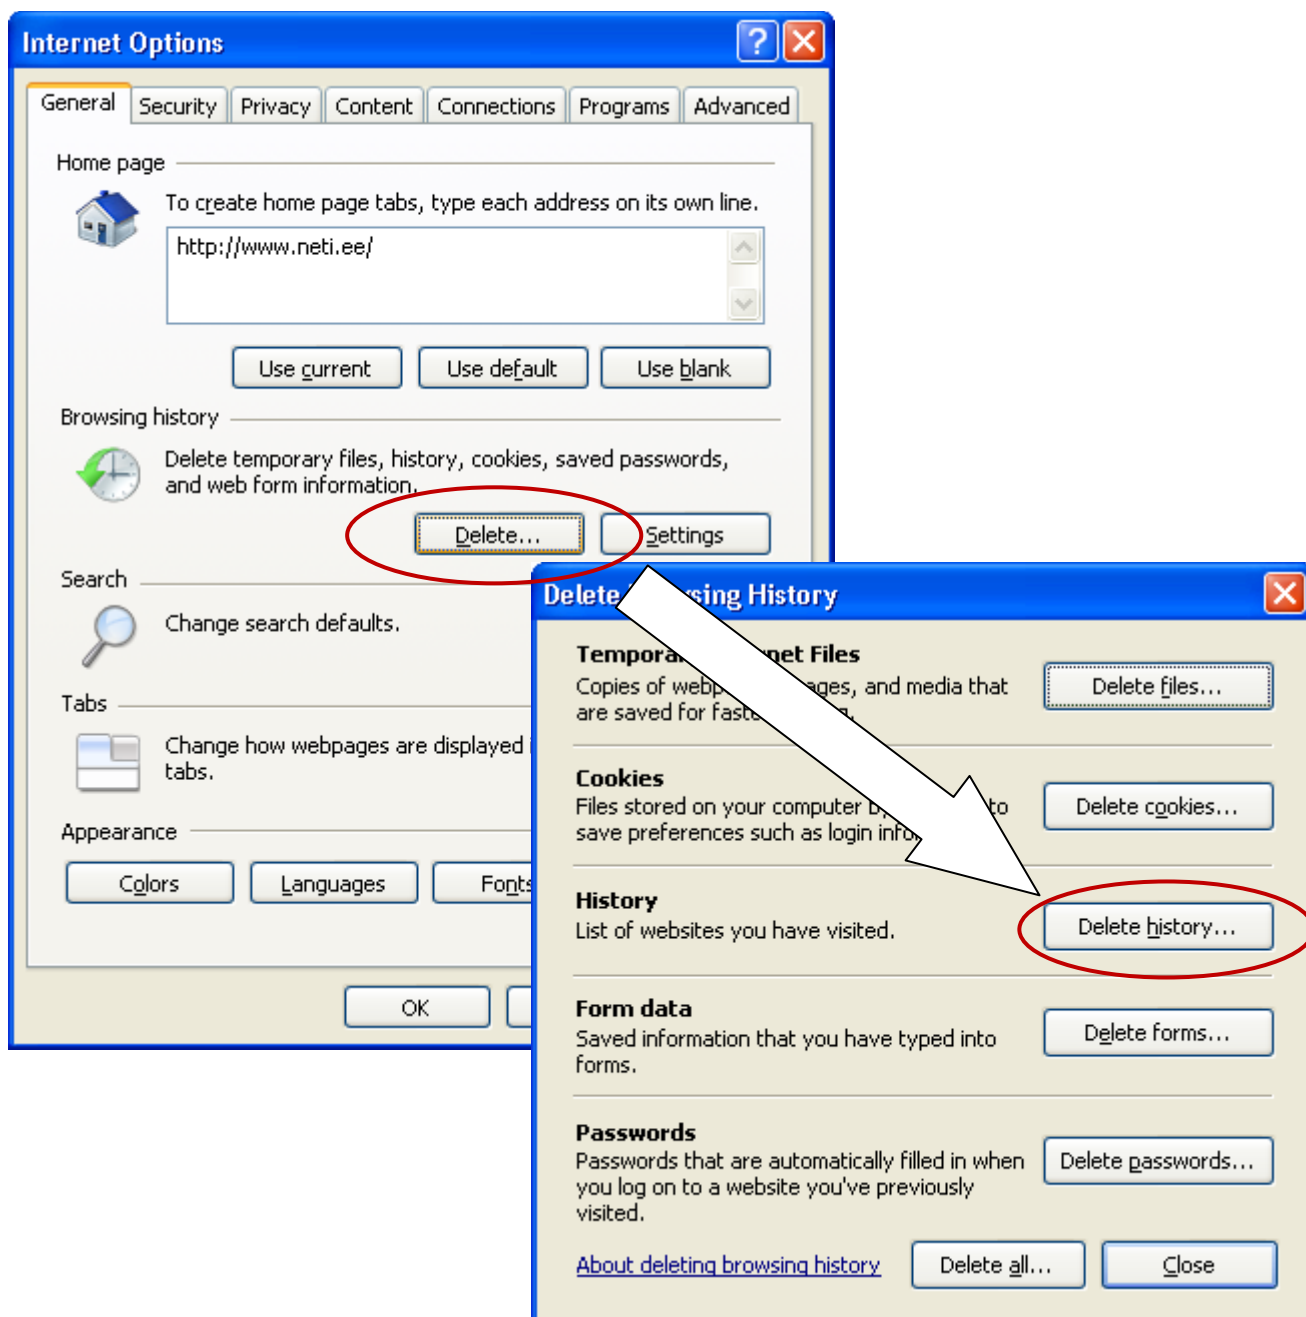 Internet Options
General Security Privacy Content Connections Programs Advanced
Home page
To create home page tabs, type each address on its own line.
http://www.neti.ee/
Use current Use default Use blank
Browsing history
Delete temporary files, history, cookies, saved passwords,
and web form information.
Delete... Settings
Search
Change search defaults.
Tabs
Change how webpages are displayed
tabs.
Appearance
Colors Languages Fonts
OK
Delete sing History
Files
Copies of ages, and media that
are saved for
Delete files...
Cookies
Files stored on your computer to
save preferences such as login
Delete cookies...
History
List of websites you have visited.
Delete history...
Form data
Saved information that you have typed into
forms.
Delete forms...
Passwords
Passwords that are automatically filled in when
you log on to a website you've previously
visited.
Delete passwords...
About deleting browsing history Delete all... Close